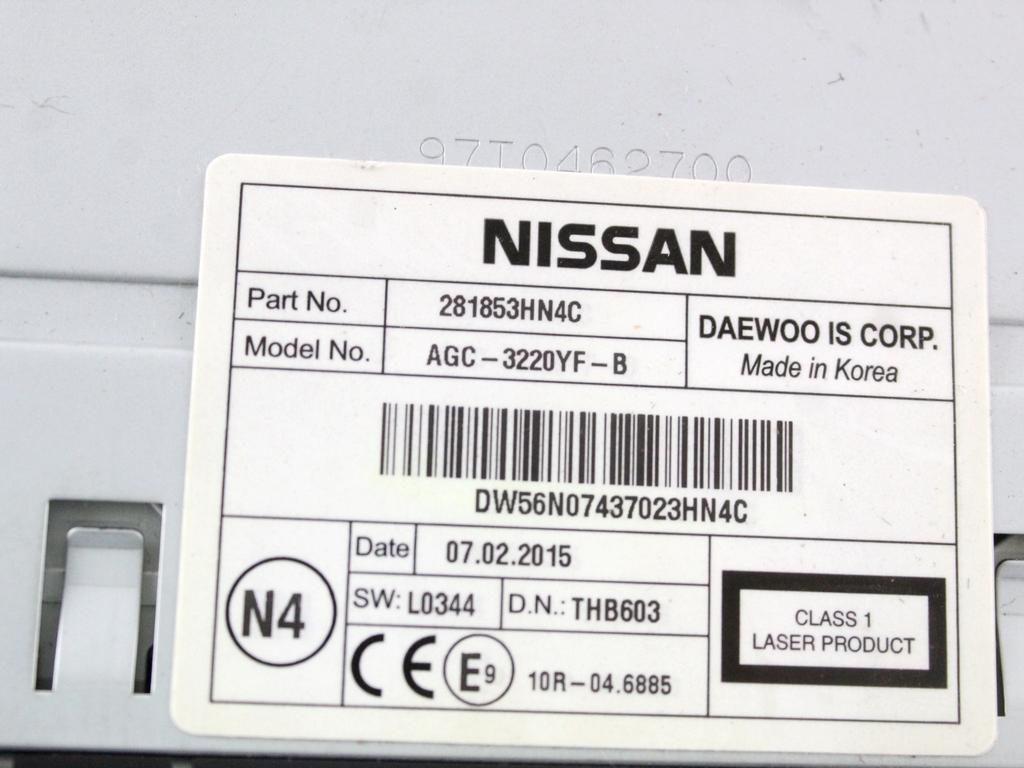 97T0462700
NISSAN
Part No. 281853HN4C
Model No. AGC-3220YF-B
DAEWOO IS CORP.
Made in Korea
DW56N07437023HN4C
N4
Date 07.02.2015
SW: L0344 D.N.: THB603
CE E9 10R-04.6885
CLASS 1
LASER PRODUCT